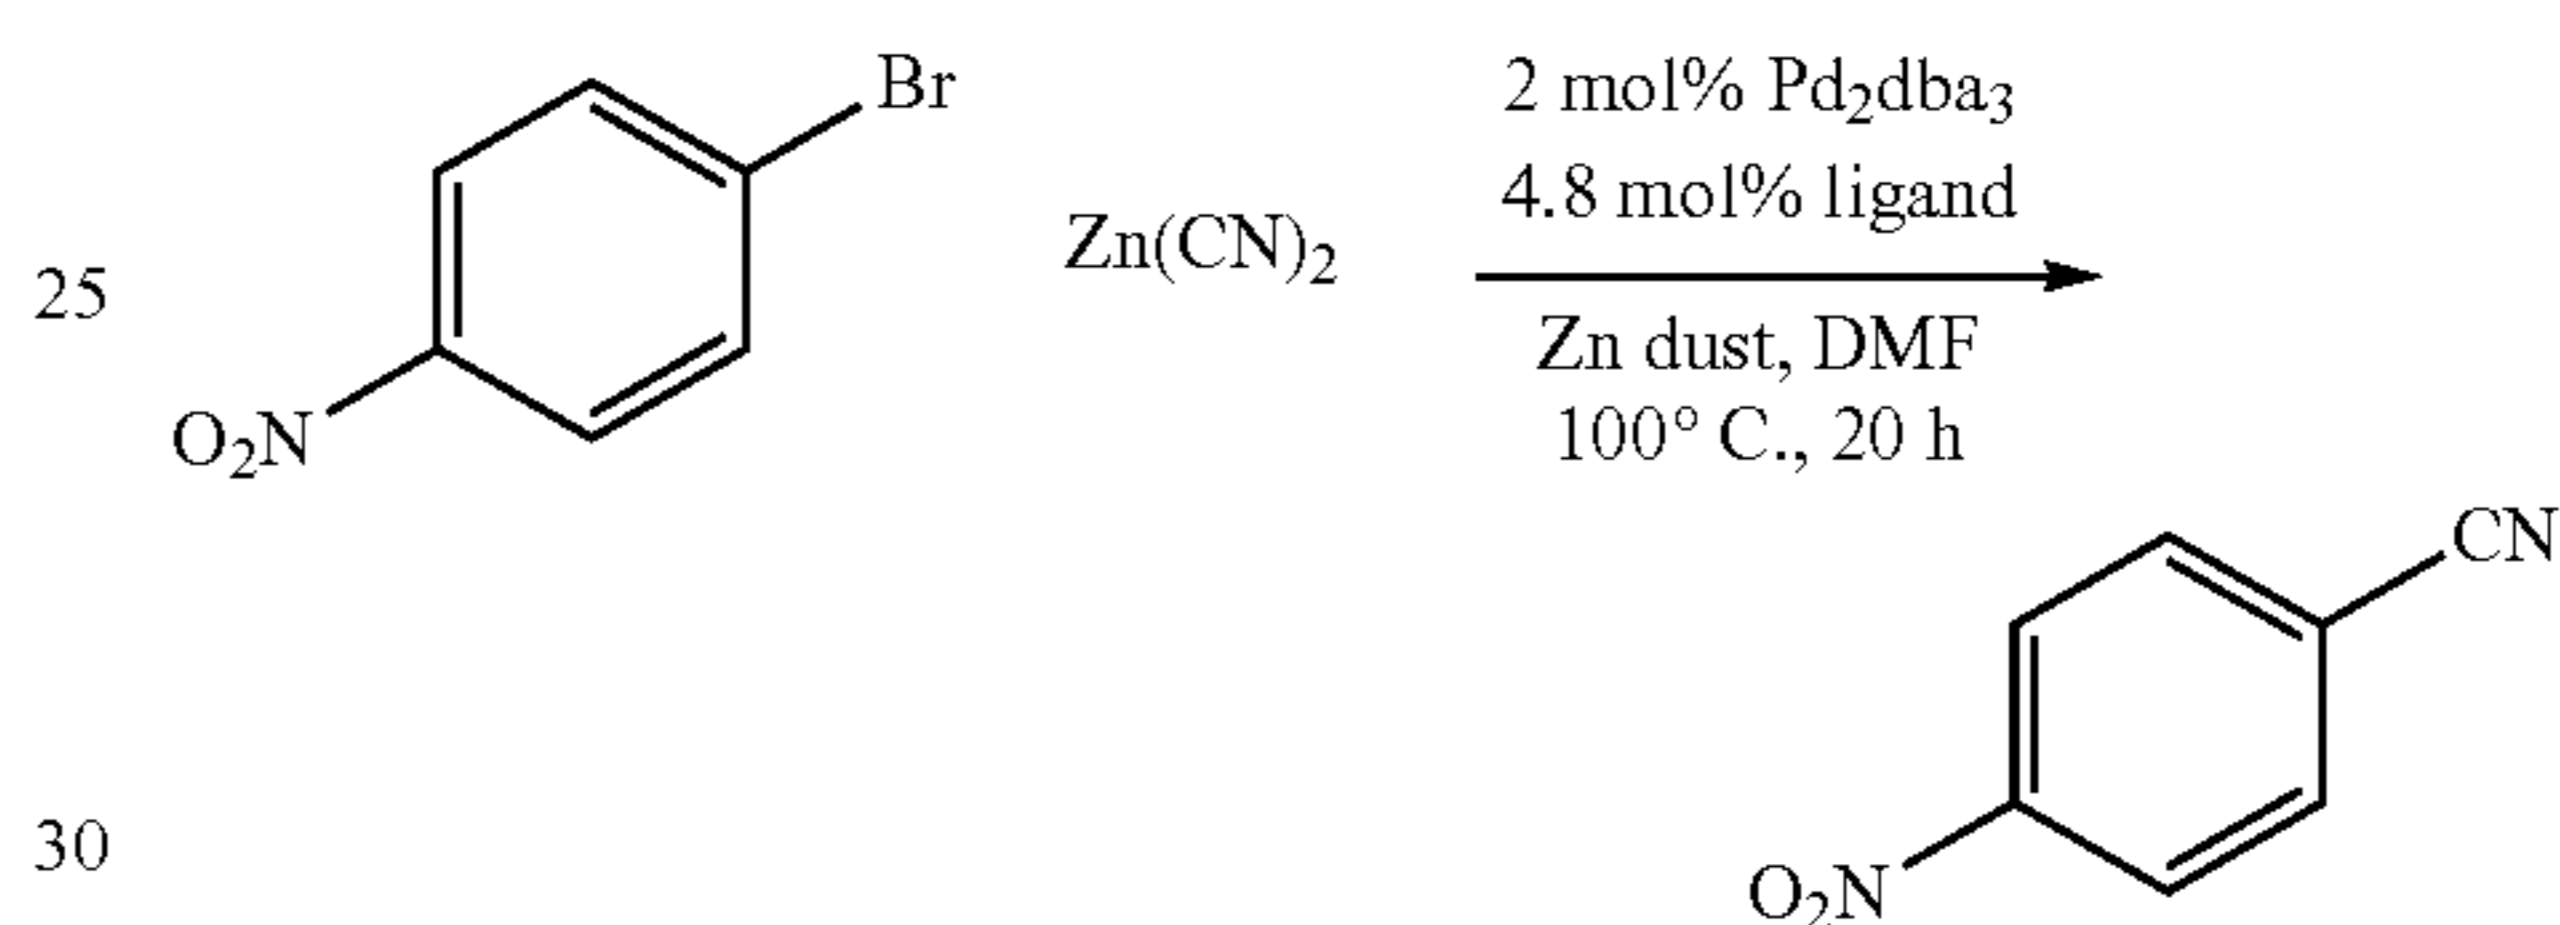 Br
2 mol% Pd2dba3
4.8 mol% ligand
Zn(CN)2
25
Zn dust, DMF
O2N
100° C., 20 h
CN
30
O2N